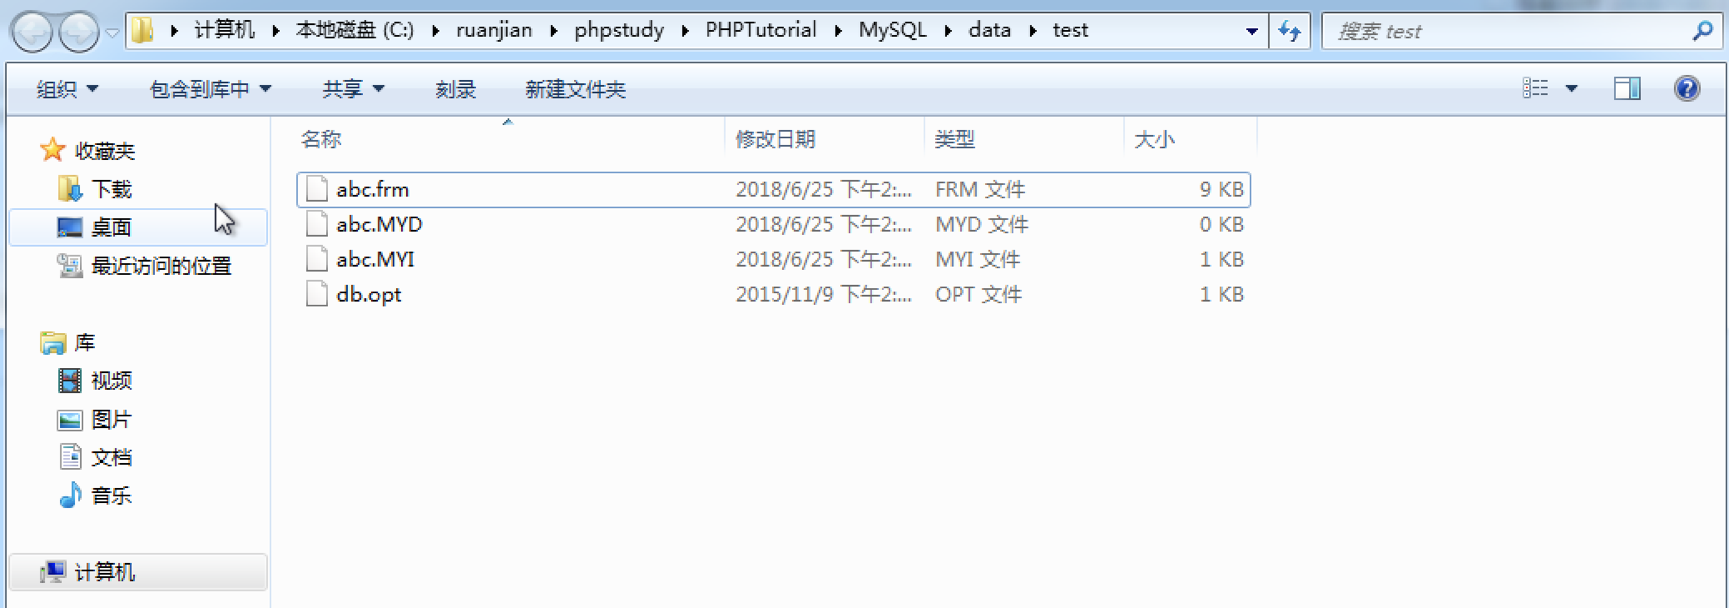 计算机 本地磁盘 (C:) ruanjian phpstudy PHPTutorial MySQL data test 搜索 test
组织 包含到库中 共享 刻录 新建文件夹
名称 修改日期 类型 大小
收藏夹
下载
桌面
最近访问的位置
库
视频
图片
文档
音乐
计算机
abc.frm 2018/6/25 下午2:... FRM 文件 9 KB
abc.MYD 2018/6/25 下午2:... MYD 文件 0 KB
abc.MYI 2018/6/25 下午2:... MYI 文件 1 KB
db.opt 2015/11/9 下午2:... OPT 文件 1 KB